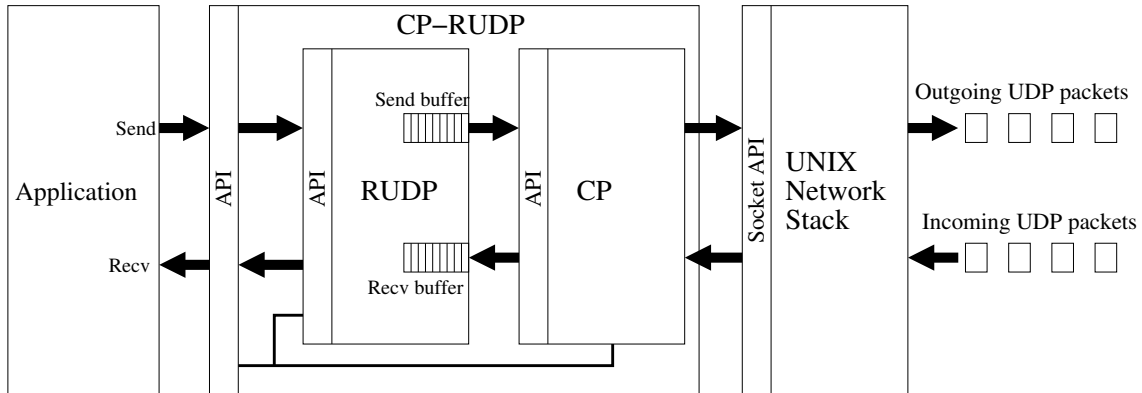 CP–RUDP
Send buffer
Outgoing UDP packets
Send
Application
API
API
RUDP
API
CP
Socket API
UNIX
Network
Stack
Incoming UDP packets
Recv
Recv buffer